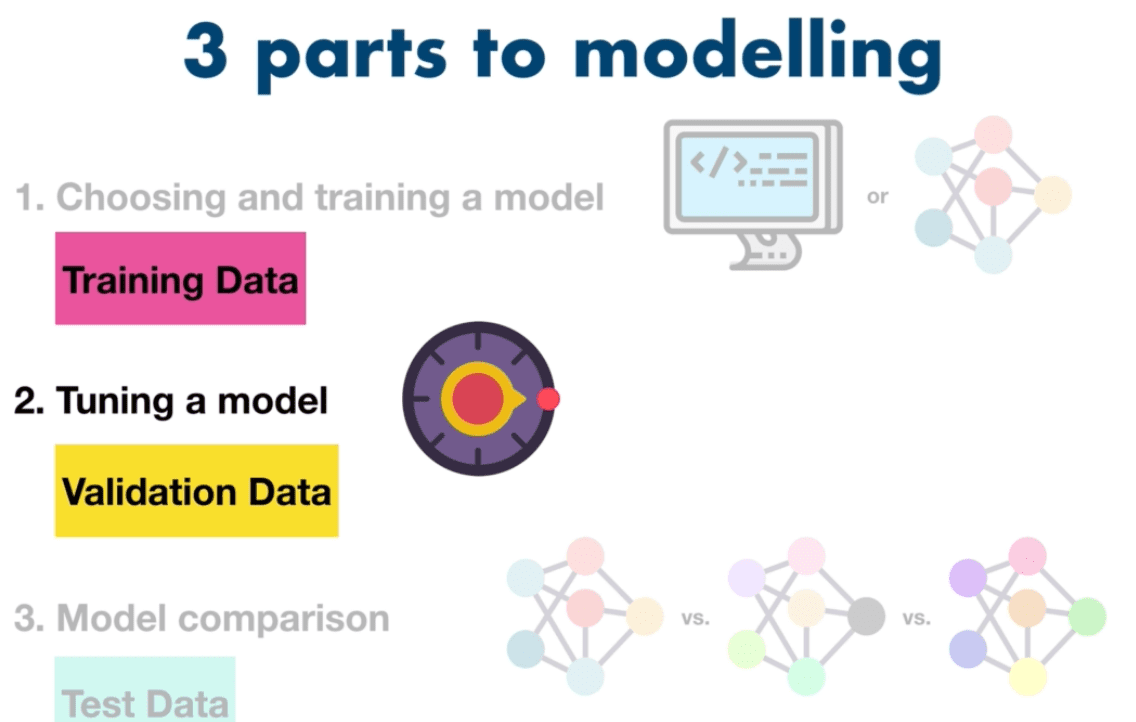 3 parts to modelling
1. Choosing and training a model
or
Training Data
2. Tuning a model
Validation Data
3. Model comparison
vs.
vs.
Test Data